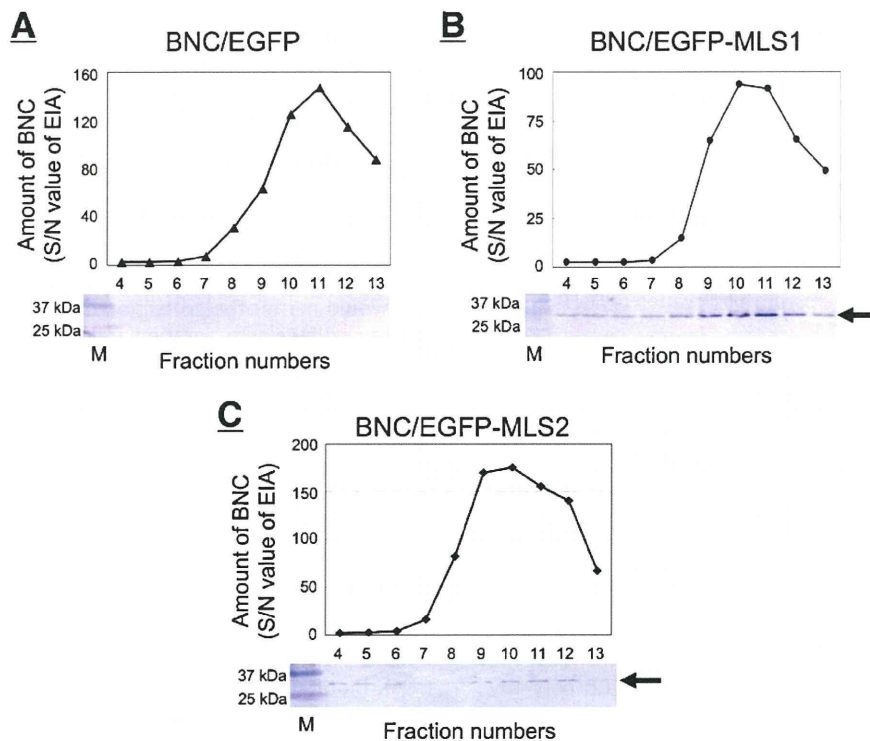 A
BNC/EGFP
Amount of BNC
(S/N value of EIA)
160
120
80
40
0
4 5 6 7 8 9 10 11 12 13
37 kDa
25 kDa
M
Fraction numbers
B
BNC/EGFP-MLS1
Amount of BNC
(S/N value of EIA)
100
75
50
25
0
4 5 6 7 8 9 10 11 12 13
37 kDa
25 kDa
M
Fraction numbers
C
BNC/EGFP-MLS2
Amount of BNC
(S/N value of EIA)
200
150
100
50
0
4 5 6 7 8 9 10 11 12 13
37 kDa
25 kDa
M
Fraction numbers